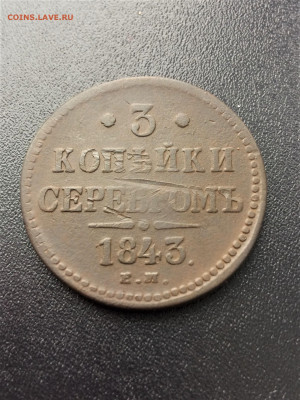 COINS.LAVE.RU
· 3 ·
КОПѢЙКИ
СЕРЕБРОМЪ
1843.
Е.М.